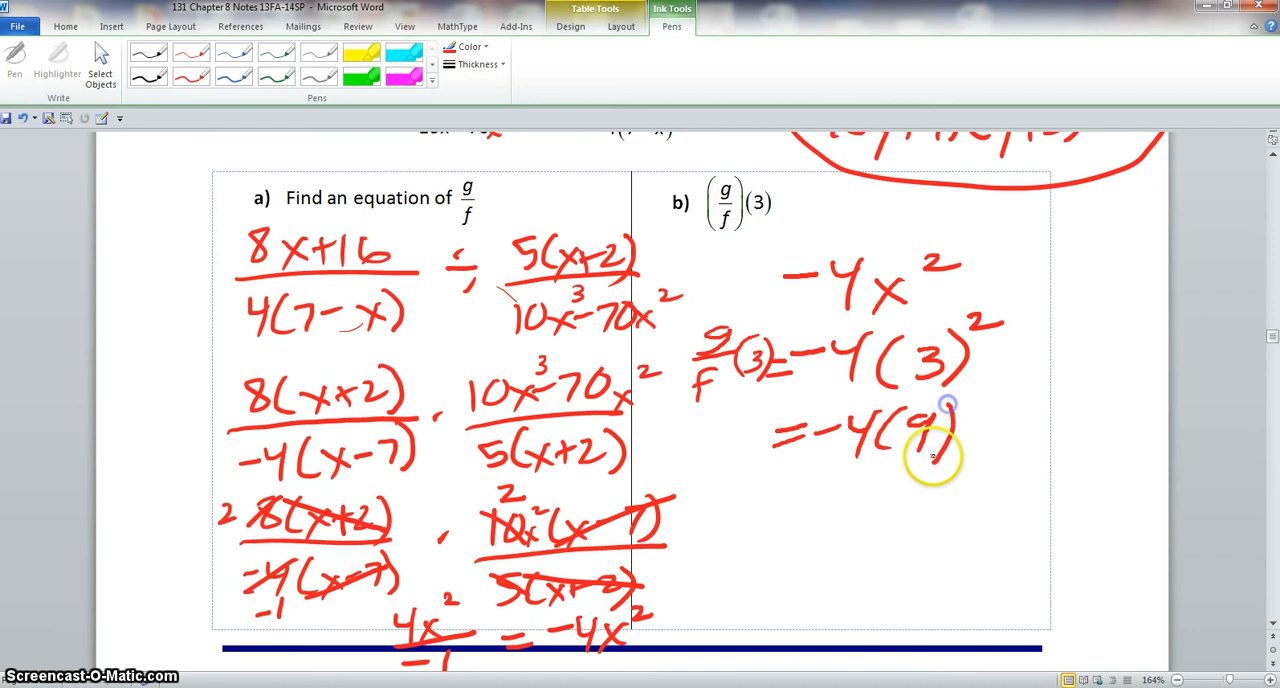 131 Chapter 8 Notes 13FA-14SP - Microsoft Word
Table Tools
Ink Tools
File Home Insert Page Layout References Mailings Review View MathType Add-Ins Design Layout Pens
Pen Highlighter Select Objects
Color
Thickness
Write
Pens
a) Find an equation of g/f
(8x+16)/(4(7-x)) ÷ (5(x+2))/(10x³-70x²)
(8(x+2))/(-4(x-7)) · (10x³-70x²)/(5(x+2))
2 8(x+2)/(-4(x-7)) -1 · 2 10x²(x-7)/(5(x+2))
4x²/-1 = -4x²
b) (g/f)(3)
-4x²
g/f (3) = -4(3)²
= -4(9)
Screencast-O-Matic.com
164%